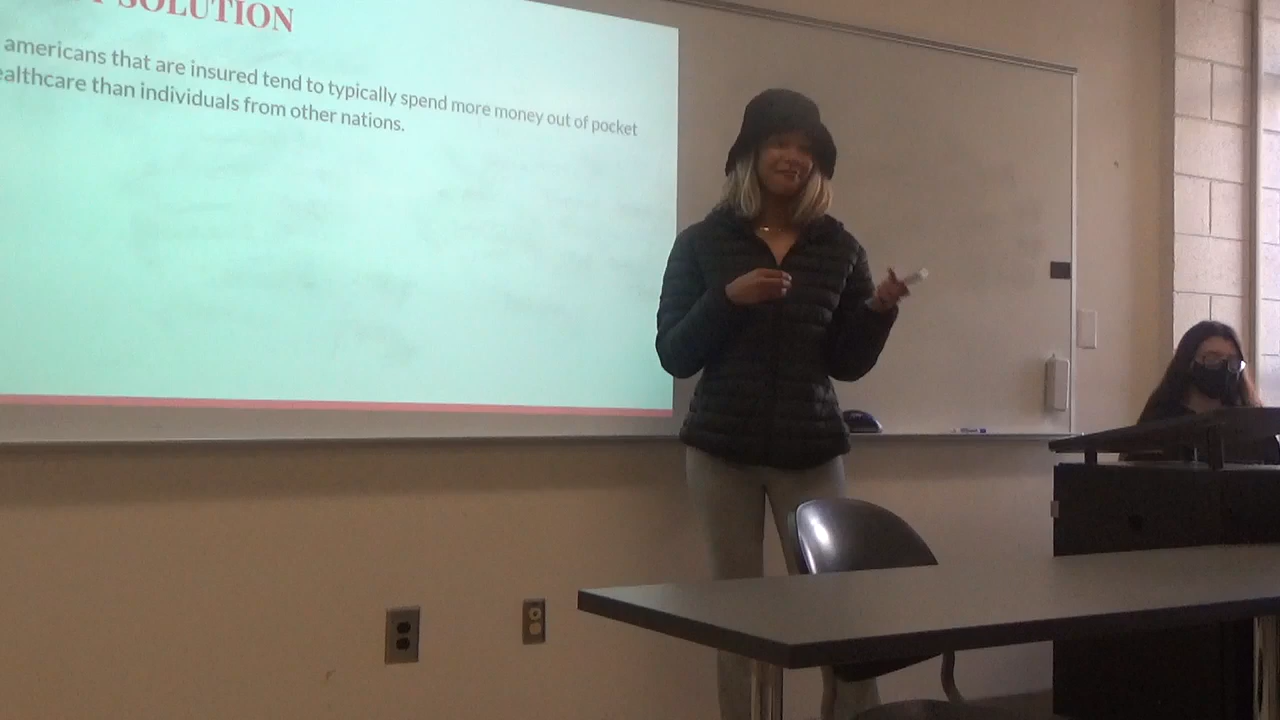 SOLUTION
americans that are insured tend to typically spend more money out of pocket
ealthcare than individuals from other nations.